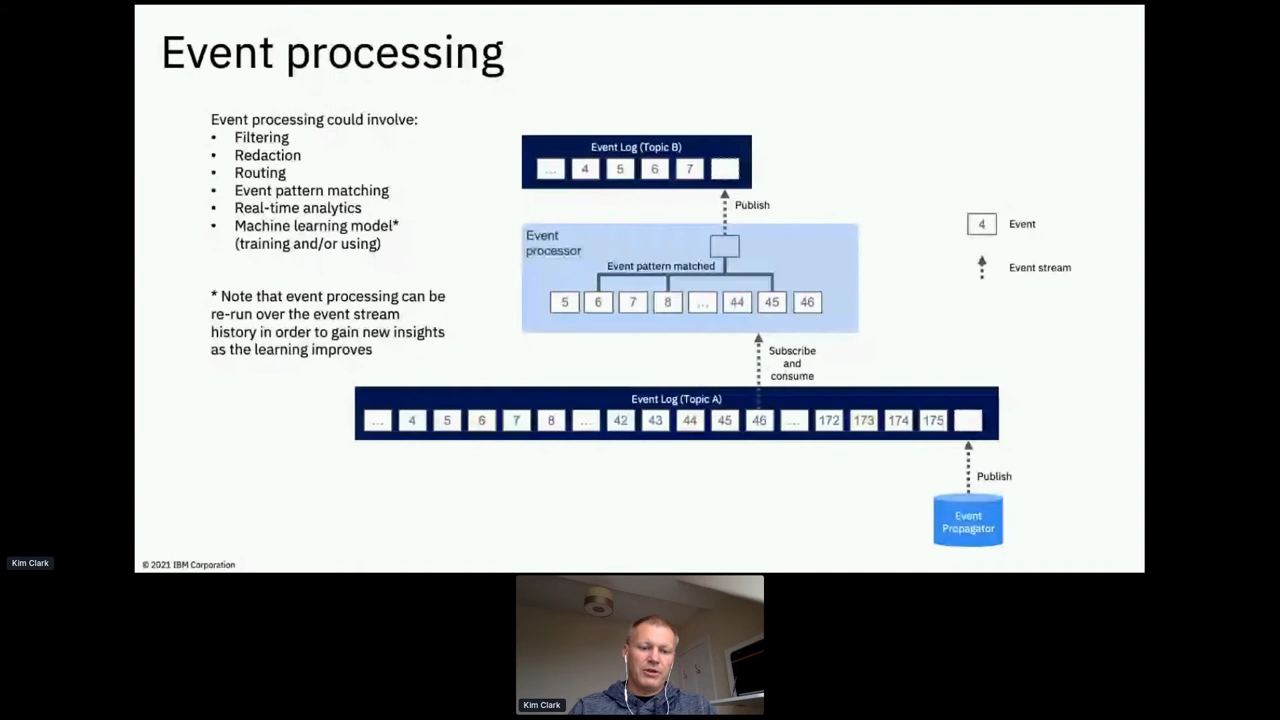 Event processing
Event processing could involve:
• Filtering
• Redaction
• Routing
• Event pattern matching
• Real-time analytics
• Machine learning model*
(training and/or using)
* Note that event processing can be
re-run over the event stream
history in order to gain new insights
as the learning improves
Event Log (Topic B)
... 4 5 6 7
Publish
Event
processor
Event pattern matched
5 6 7 8 ... 44 45 46
4 Event
Event stream
Subscribe
and
consume
Event Log (Topic A)
... 4 5 6 7 8 ... 42 43 44 45 46 ... 172 173 174 175
Publish
Event
Propagator
Kim Clark
© 2021 IBM Corporation
Kim Clark